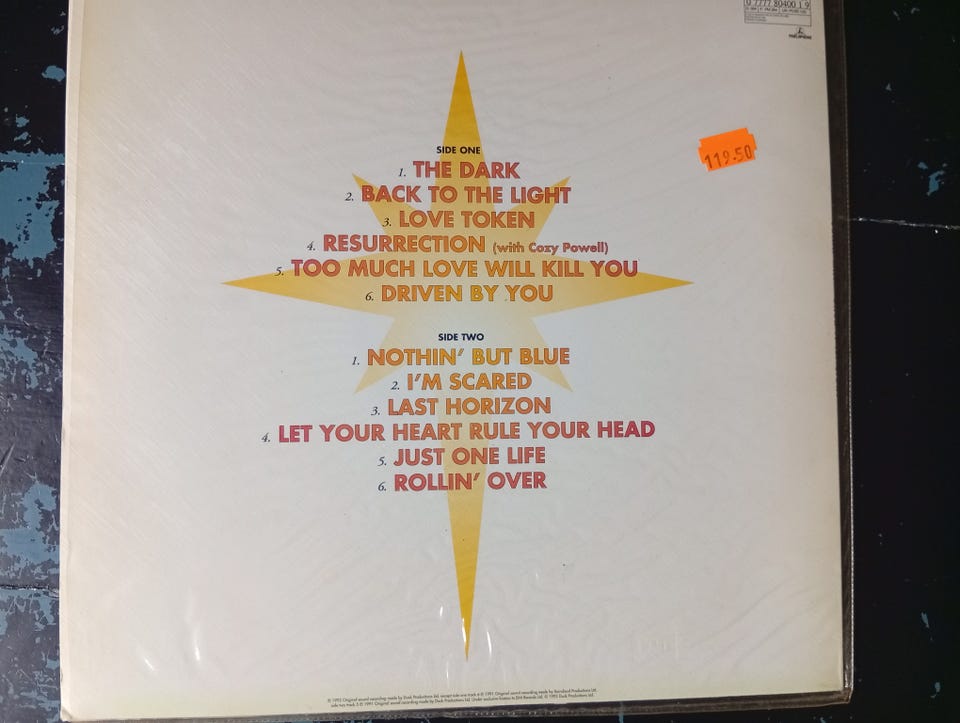 0 7777 80400 1 9
PARLOPHONE
119.50
SIDE ONE
1. THE DARK
2. BACK TO THE LIGHT
3. LOVE TOKEN
4. RESURRECTION (with Cozy Powell)
5. TOO MUCH LOVE WILL KILL YOU
6. DRIVEN BY YOU
SIDE TWO
1. NOTHIN' BUT BLUE
2. I'M SCARED
3. LAST HORIZON
4. LET YOUR HEART RULE YOUR HEAD
5. JUST ONE LIFE
6. ROLLIN' OVER